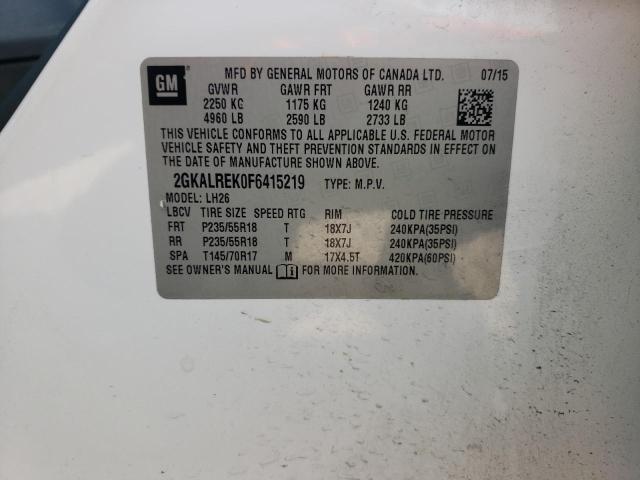 GM MFD BY GENERAL MOTORS OF CANADA LTD. 07/15
GVWR GAWR FRT GAWR RR
2250 KG 1175 KG 1240 KG
4960 LB 2590 LB 2733 LB
THIS VEHICLE CONFORMS TO ALL APPLICABLE U.S. FEDERAL MOTOR
VEHICLE SAFETY AND THEFT PREVENTION STANDARDS IN EFFECT ON THE
DATE OF MANUFACTURE SHOWN ABOVE.
2GKALREK0F6415219 TYPE: M.P.V.
MODEL: LH26
LBCV TIRE SIZE SPEED RTG RIM COLD TIRE PRESSURE
FRT P235/55R18 T 18X7J 240KPA(35PSI)
RR P235/55R18 T 18X7J 240KPA(35PSI)
SPA T145/70R17 M 17X4.5T 420KPA(60PSI)
SEE OWNER'S MANUAL FOR MORE INFORMATION.